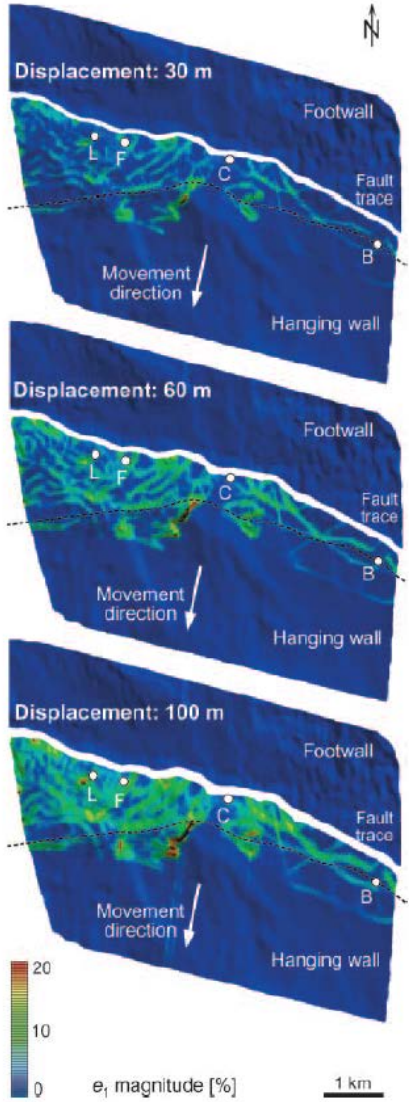 N
Displacement: 30 m
Footwall
L
F
C
Fault
trace
B
Movement
direction
Hanging wall
Displacement: 60 m
Footwall
L
F
C
Fault
trace
B
Movement
direction
Hanging wall
Displacement: 100 m
Footwall
L
F
C
Fault
trace
B
Movement
direction
Hanging wall
20
10
0
e₁ magnitude [%]
1 km